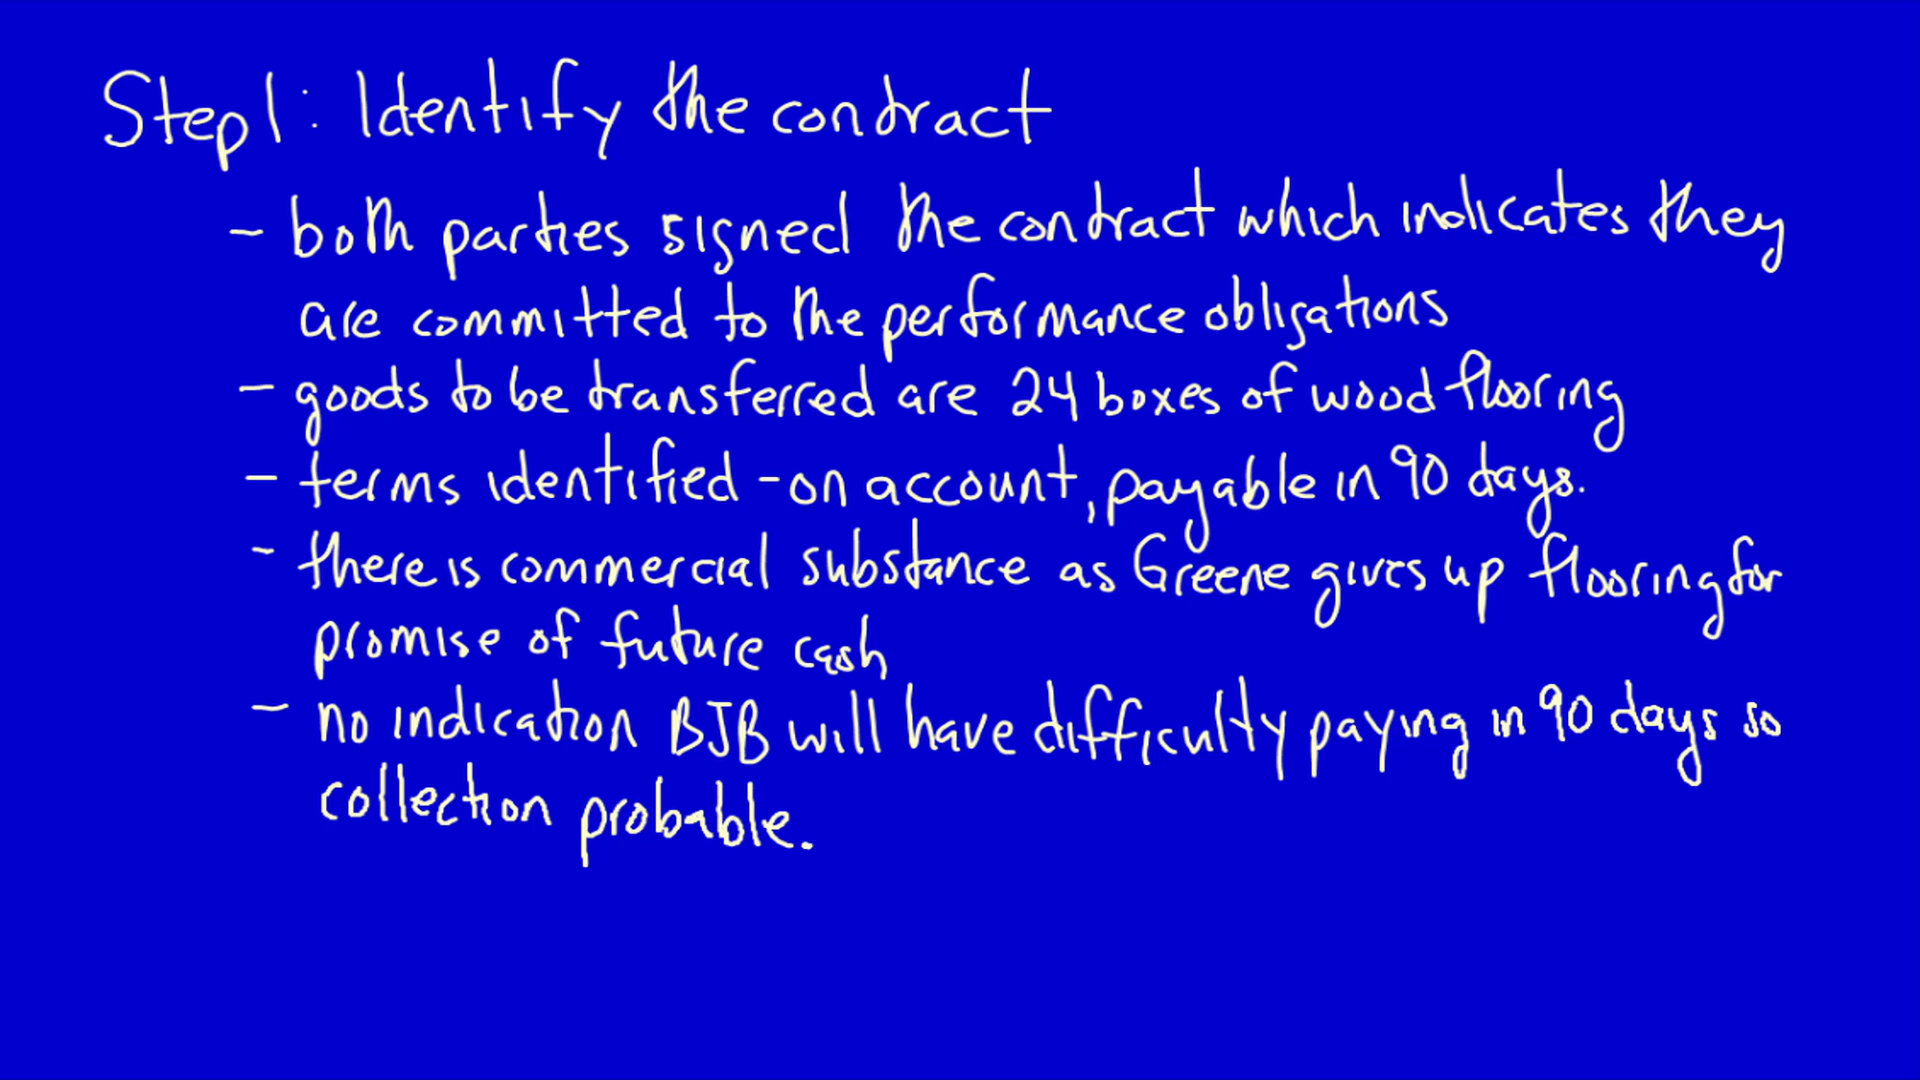 Step 1: Identify the contract
- both parties signed the contract which indicates they
are committed to the performance obligations
- goods to be transferred are 24 boxes of wood flooring
- terms identified - on account, payable in 90 days.
- there is commercial substance as Greene gives up flooring for
promise of future cash
- no indication BJB will have difficulty paying in 90 days so
collection probable.